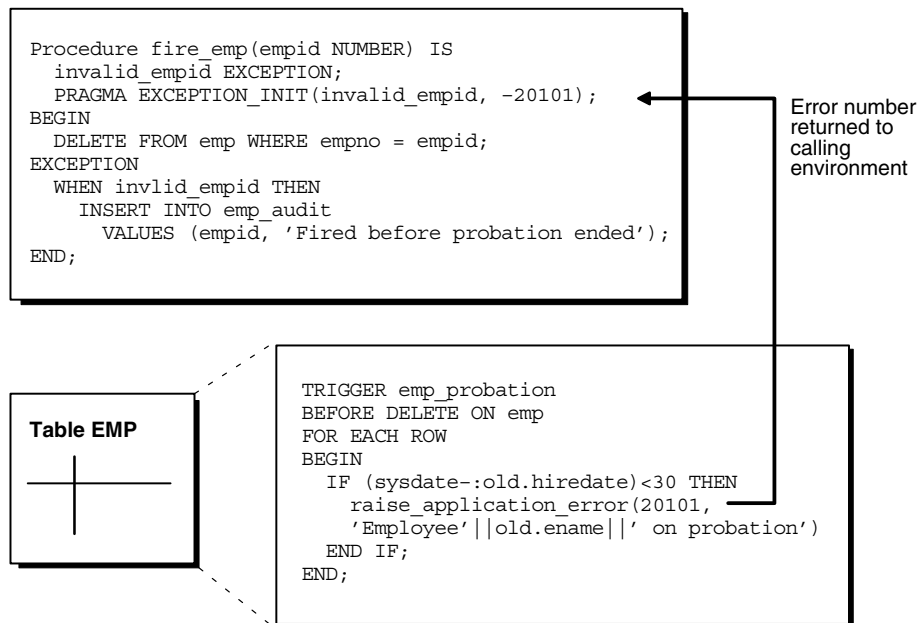 Procedure fire_emp(empid NUMBER) IS
invalid_empid EXCEPTION;
PRAGMA EXCEPTION_INIT(invalid_empid, –20101);
BEGIN
DELETE FROM emp WHERE empno = empid;
EXCEPTION
WHEN invlid_empid THEN
INSERT INTO emp_audit
VALUES (empid, ’Fired before probation ended’);
END;
Error number
returned to
calling
environment
Table EMP
TRIGGER emp_probation
BEFORE DELETE ON emp
FOR EACH ROW
BEGIN
IF (sysdate–:old.hiredate)<30 THEN
raise_application_error(20101,
’Employee’||old.ename||’ on probation’)
END IF;
END;